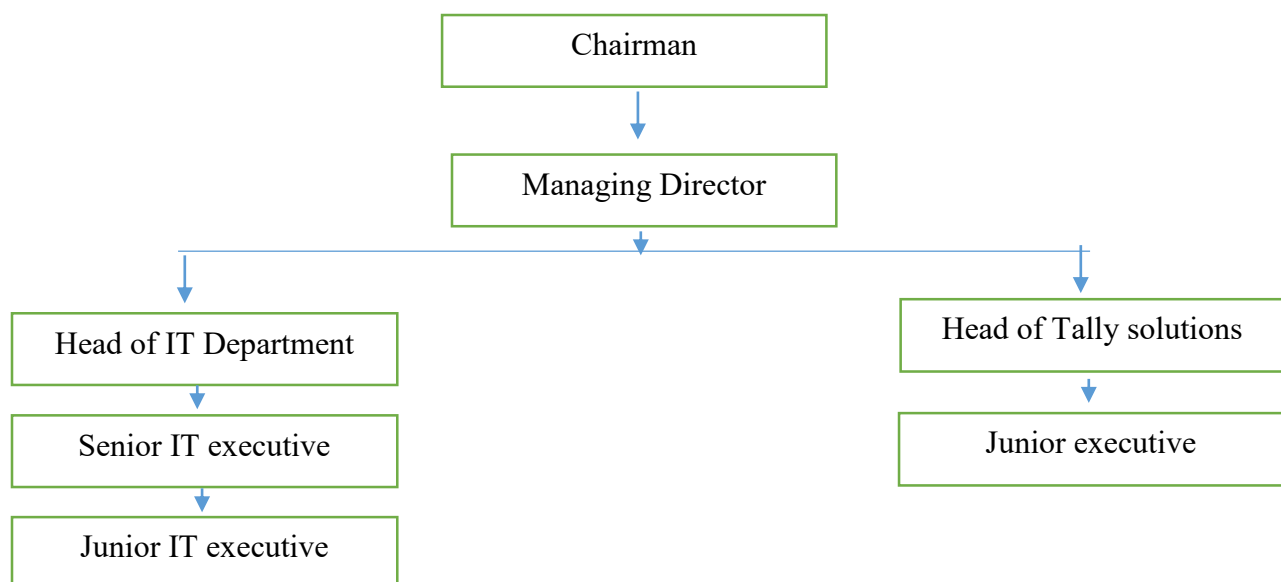 Chairman
Managing Director
Head of IT Department
Head of Tally solutions
Senior IT executive
Junior executive
Junior IT executive